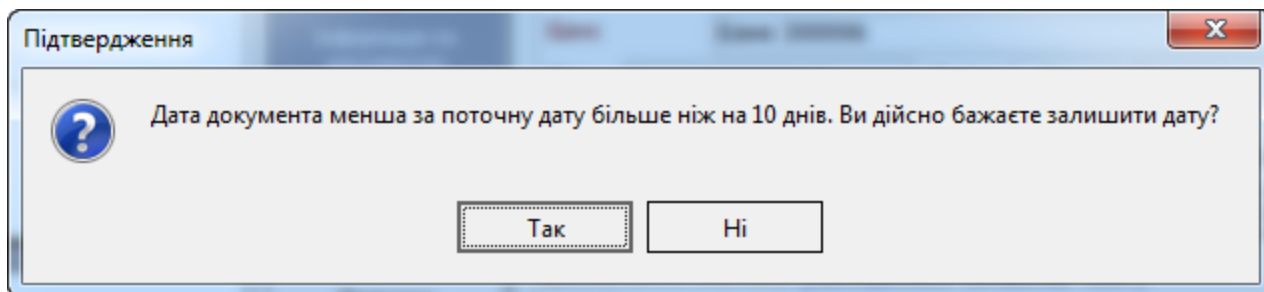 Підтвердження
Дата документа менша за поточну дату більше ніж на 10 днів. Ви дійсно бажаєте залишити дату?
Так
Ні